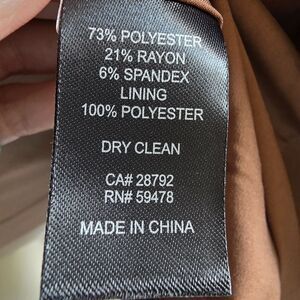 73% POLYESTER
21% RAYON
6% SPANDEX
LINING
100% POLYESTER
DRY CLEAN
CA# 28792
RN# 59478
MADE IN CHINA